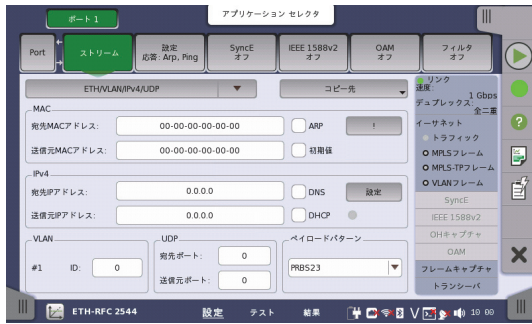 ポート 1
アプリケーション セレクタ
Port
ストリーム
設定
応答: Arp, Ping
SyncE
オフ
IEEE 1588v2
オフ
OAM
オフ
フィルタ
オフ
ETH/VLAN/IPv4/UDP
コピー先
MAC
宛先MACアドレス:
00-00-00-00-00-00
ARP
!
送信元MACアドレス:
00-00-00-00-00-00
初期値
IPv4
宛先IPアドレス:
0.0.0.0
DNS
設定
送信元IPアドレス:
0.0.0.0
DHCP
VLAN
#1
ID:
0
UDP
宛先ポート:
0
送信元ポート:
0
ペイロードパターン
PRBS23
リンク
速度:
1 Gbps
デュプレックス:
全二重
イーサネット
トラフィック
MPLSフレーム
MPLS-TPフレーム
VLANフレーム
SyncE
IEEE 1588v2
OHキャプチャ
OAM
フレームキャプチャ
トランシーバ
ETH-RFC 2544
設定
テスト
結果
10 00